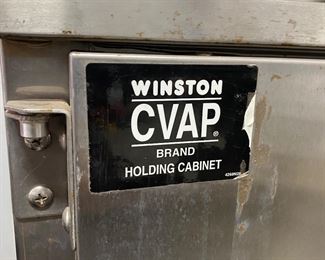 WINSTON
CVAP®
BRAND
HOLDING CABINET